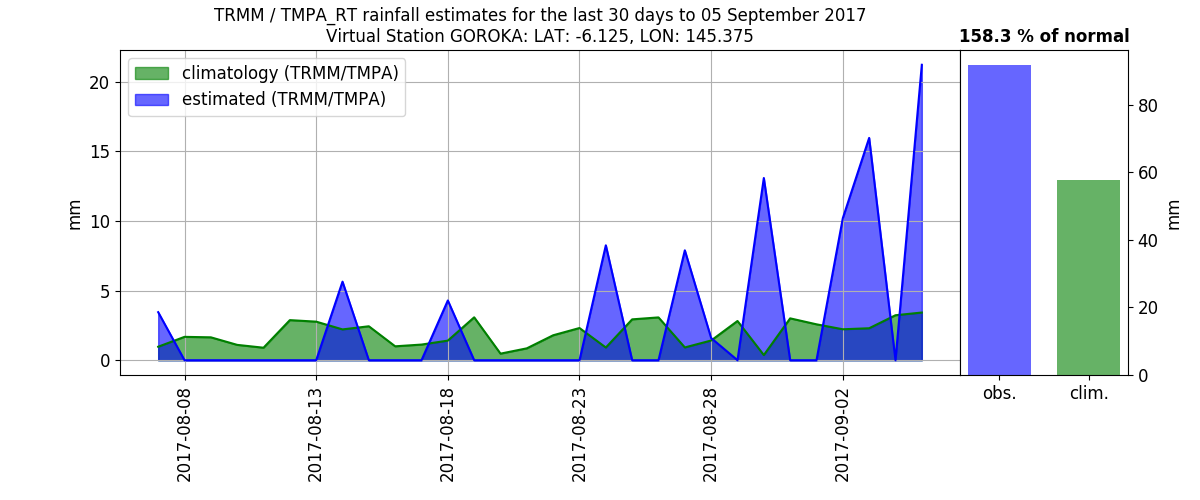 TRMM / TMPA_RT rainfall estimates for the last 30 days to 05 September 2017
Virtual Station GOROKA: LAT: -6.125, LON: 145.375
158.3 % of normal
climatology (TRMM/TMPA)
estimated (TRMM/TMPA)
mm
20
15
10
5
0
2017-08-08
2017-08-13
2017-08-18
2017-08-23
2017-08-28
2017-09-02
80
60
40
20
0
mm
obs.
clim.